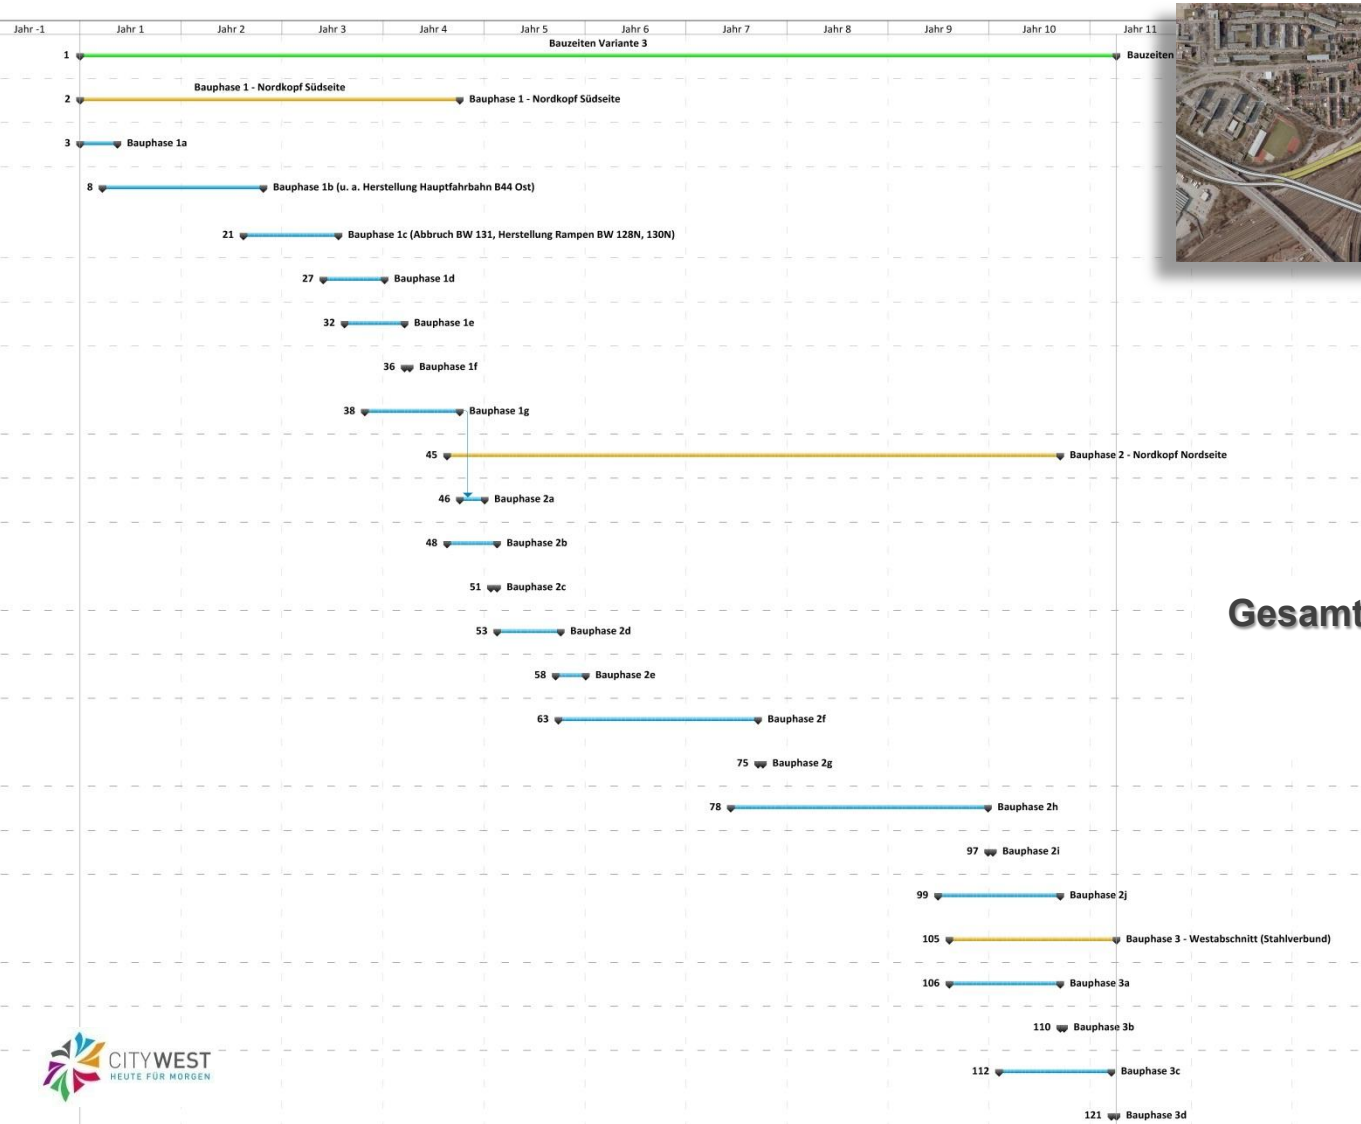 Jahr -1 Jahr 1 Jahr 2 Jahr 3 Jahr 4 Jahr 5 Jahr 6 Jahr 7 Jahr 8 Jahr 9 Jahr 10 Jahr 11
Bauzeiten Variante 3
1 Bauzeiten
Bauphase 1 - Nordkopf Südseite
2 Bauphase 1 - Nordkopf Südseite
3 Bauphase 1a
8 Bauphase 1b (u. a. Herstellung Hauptfahrbahn B44 Ost)
21 Bauphase 1c (Abbruch BW 131, Herstellung Rampen BW 128N, 130N)
27 Bauphase 1d
32 Bauphase 1e
36 Bauphase 1f
38 Bauphase 1g
45 Bauphase 2 - Nordkopf Nordseite
46 Bauphase 2a
48 Bauphase 2b
51 Bauphase 2c
Gesamt
53 Bauphase 2d
58 Bauphase 2e
63 Bauphase 2f
75 Bauphase 2g
78 Bauphase 2h
97 Bauphase 2i
99 Bauphase 2j
105 Bauphase 3 - Westabschnitt (Stahlverbund)
106 Bauphase 3a
110 Bauphase 3b
CITYWEST
HEUTE FÜR MORGEN
112 Bauphase 3c
121 Bauphase 3d